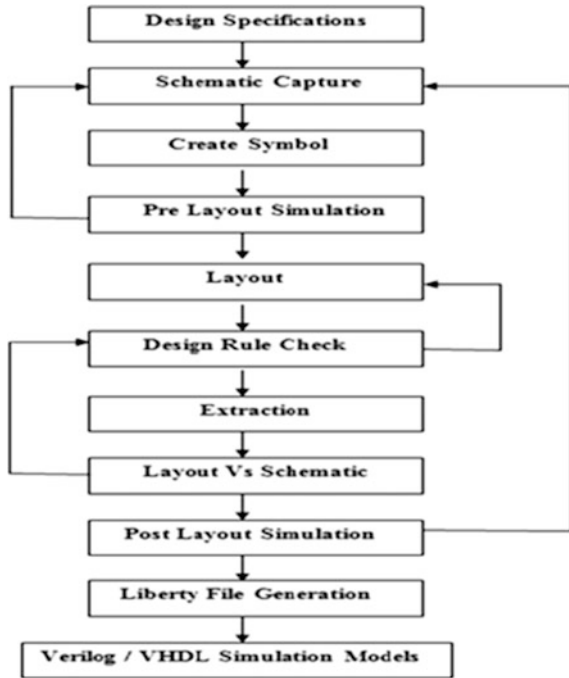 Design Specifications
Schematic Capture
Create Symbol
Pre Layout Simulation
Layout
Design Rule Check
Extraction
Layout Vs Schematic
Post Layout Simulation
Liberty File Generation
Verilog / VHDL Simulation Models